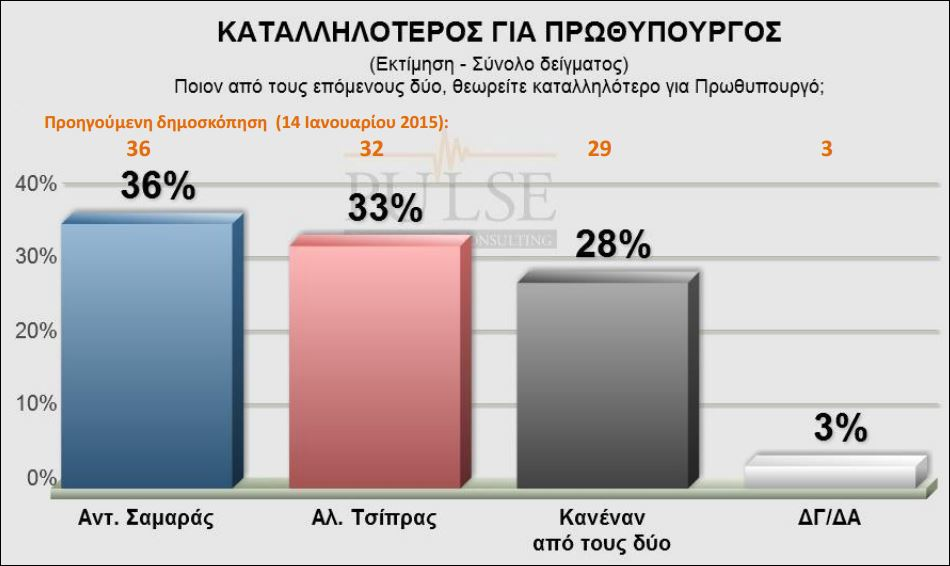 ΚΑΤΑΛΛΗΛΟΤΕΡΟΣ ΓΙΑ ΠΡΩΘΥΠΟΥΡΓΟΣ
(Εκτίμηση - Σύνολο δείγματος)
Ποιον από τους επόμενους δύο, θεωρείτε καταλληλότερο για Πρωθυπουργό;
Προηγούμενη δημοσκόπηση (14 Ιανουαρίου 2015):
36 32 29 3
PULSE
CONSULTING
40%
30%
20%
10%
0%
36% 33% 28% 3%
Αντ. Σαμαράς Αλ. Τσίπρας Κανέναν ΔΓ/ΔΑ
από τους δύο